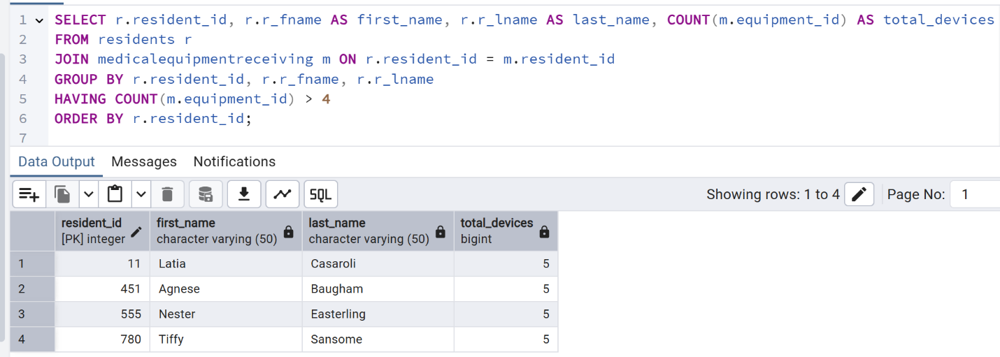 1 SELECT r.resident_id, r.r_fname AS first_name, r.r_lname AS last_name, COUNT(m.equipment_id) AS total_devices
2 FROM residents r
3 JOIN medicalequipmentreceiving m ON r.resident_id = m.resident_id
4 GROUP BY r.resident_id, r.r_fname, r.r_lname
5 HAVING COUNT(m.equipment_id) > 4
6 ORDER BY r.resident_id;
7
Data Output Messages Notifications
SQL Showing rows: 1 to 4 Page No: 1
resident_id first_name last_name total_devices
[PK] integer character varying (50) character varying (50) bigint
1 11 Latia Casaroli 5
2 451 Agnese Baugham 5
3 555 Nester Easterling 5
4 780 Tiffy Sansome 5